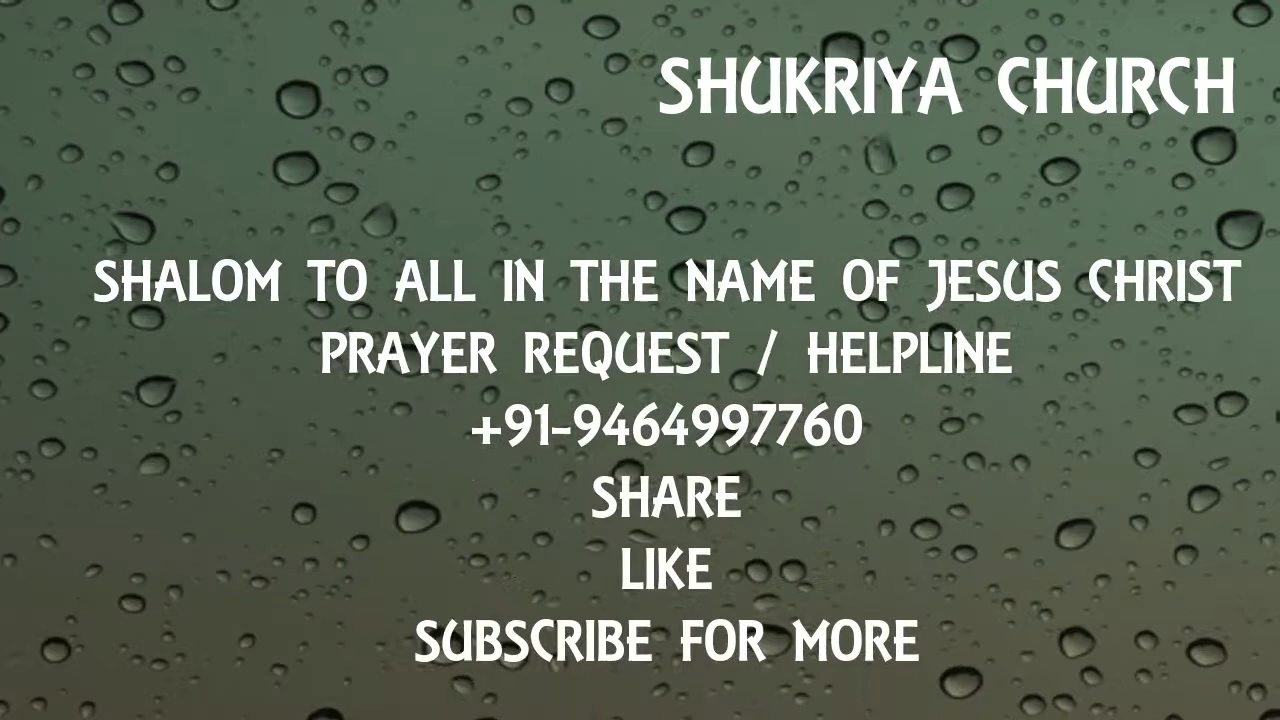 SHUKRIYA CHURCH
SHALOM TO ALL IN THE NAME OF JESUS CHRIST
PRAYER REQUEST / HELPLINE
+91-9464997760
SHARE
LIKE
SUBSCRIBE FOR MORE